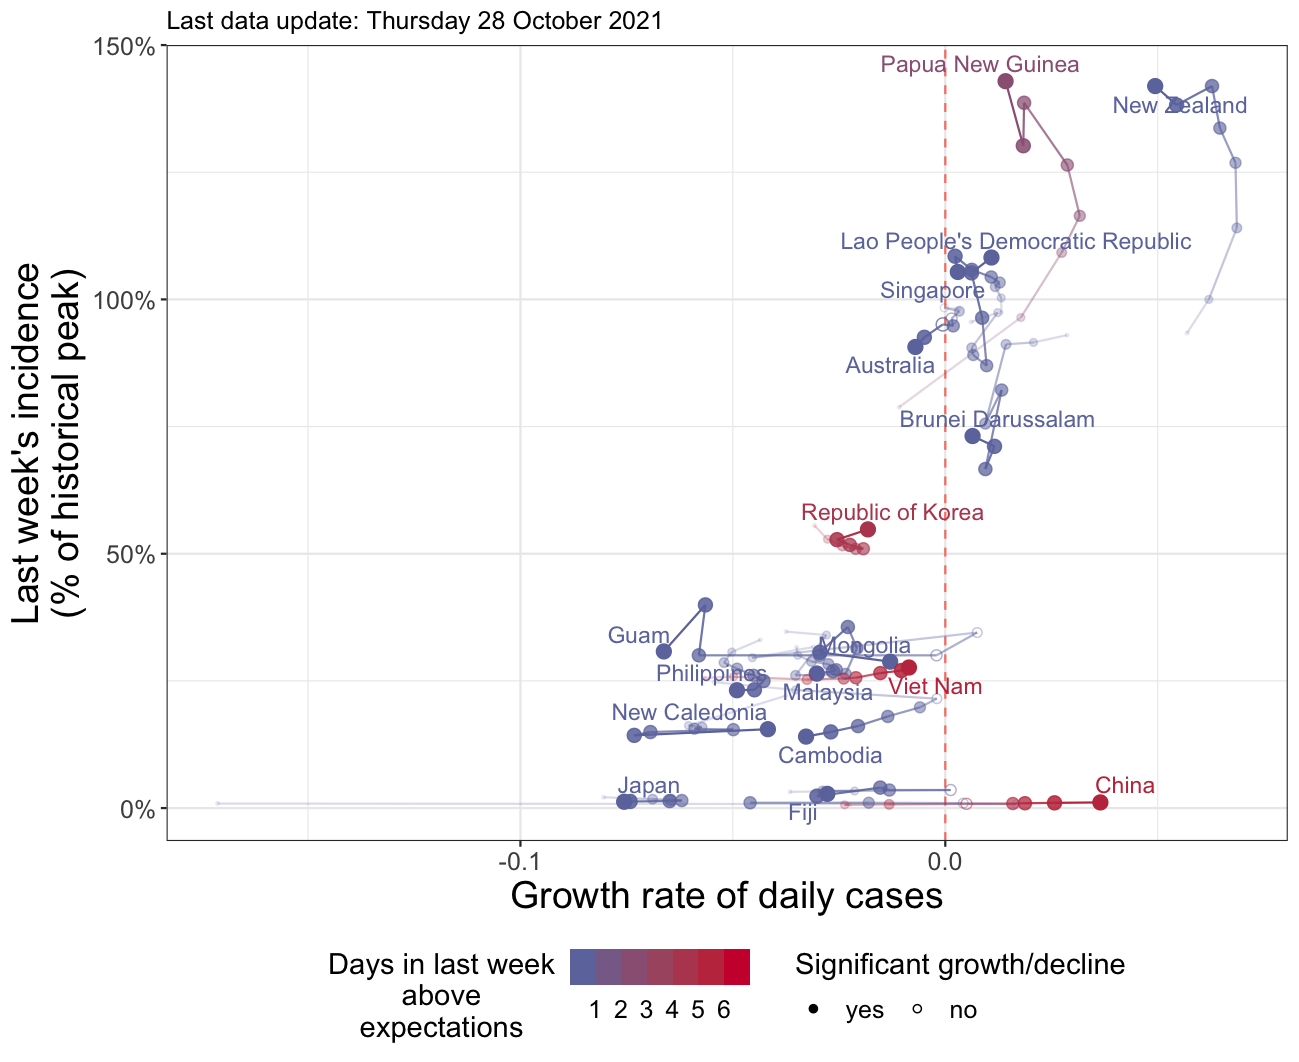 Last data update: Thursday 28 October 2021
150%
100%
50%
0%
Last week's incidence
(% of historical peak)
Papua New Guinea
New Zealand
Lao People's Democratic Republic
Singapore
Australia
Brunei Darussalam
Republic of Korea
Guam
Mongolia
Philippines
Malaysia
Viet Nam
New Caledonia
Cambodia
Japan
Fiji
China
-0.1
0.0
Growth rate of daily cases
Days in last week
above
expectations
1 2 3 4 5 6
Significant growth/decline
yes no